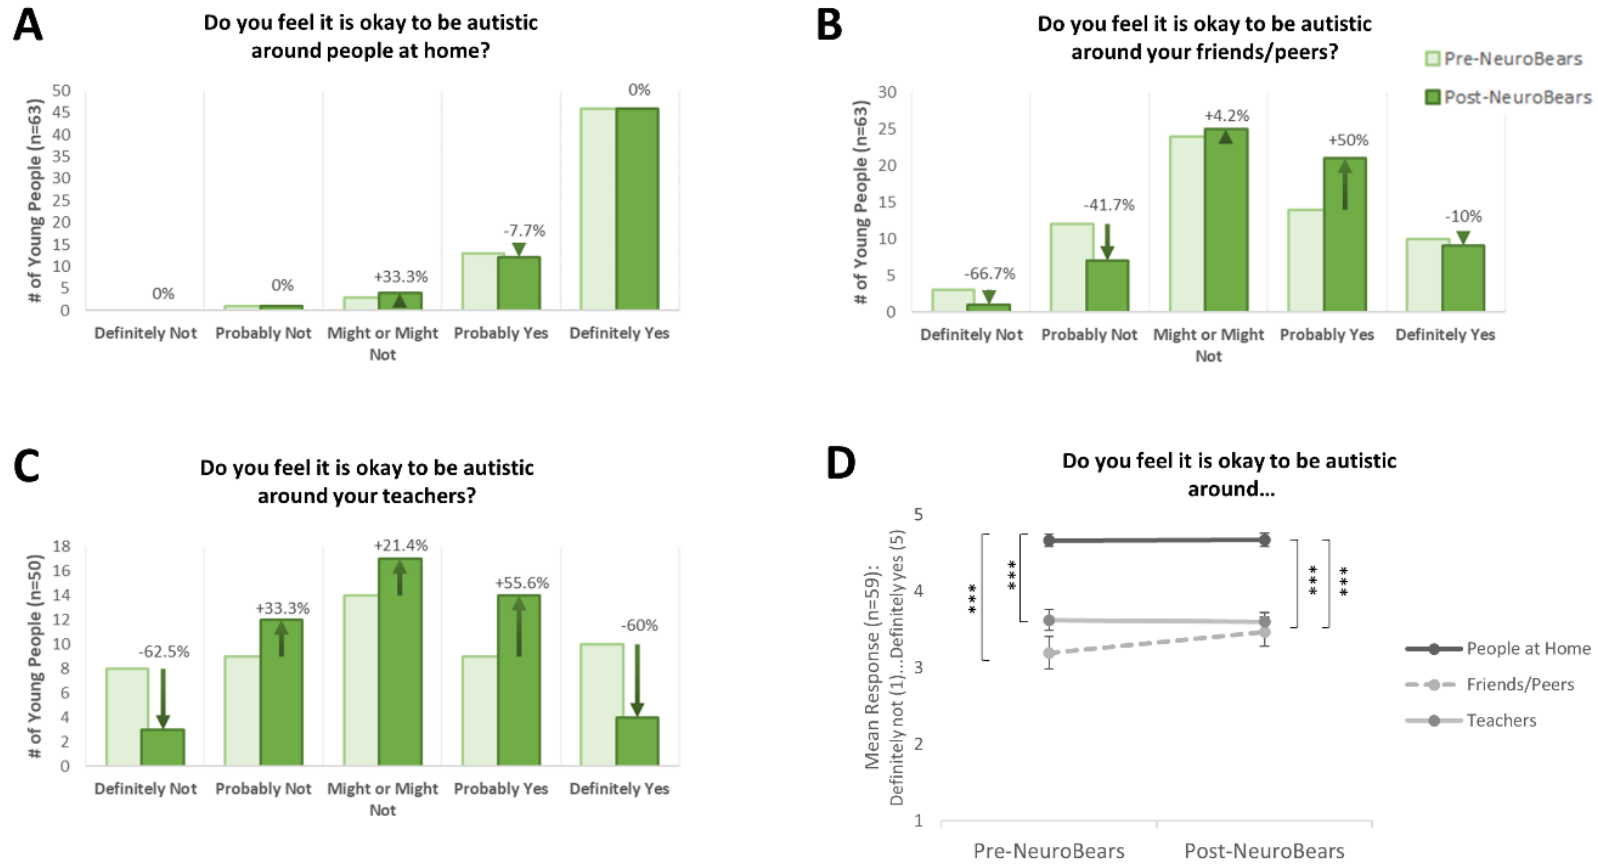 A
Do you feel it is okay to be autistic
around people at home?
# of Young People (n=63)
50
45
40
35
30
25
20
15
10
5
0
0%
0%
+33.3%
-7.7%
0%
Definitely Not
Probably Not
Might or Might
Not
Probably Yes
Definitely Yes
B
Do you feel it is okay to be autistic
around your friends/peers?
Pre-NeuroBears
Post-NeuroBears
# of Young People (n=63)
30
25
20
15
10
5
0
-66.7%
-41.7%
+4.2%
+50%
-10%
Definitely Not
Probably Not
Might or Might
Not
Probably Yes
Definitely Yes
C
Do you feel it is okay to be autistic
around your teachers?
# of Young People (n=50)
18
16
14
12
10
8
6
4
2
0
-62.5%
+33.3%
+21.4%
+55.6%
-60%
Definitely Not
Probably Not
Might or Might
Not
Probably Yes
Definitely Yes
D
Do you feel it is okay to be autistic
around...
Mean Response (n=59):
Definitely not (1)...Definitely yes (5)
5
4
3
2
1
***
***
***
***
People at Home
Friends/Peers
Teachers
Pre-NeuroBears
Post-NeuroBears